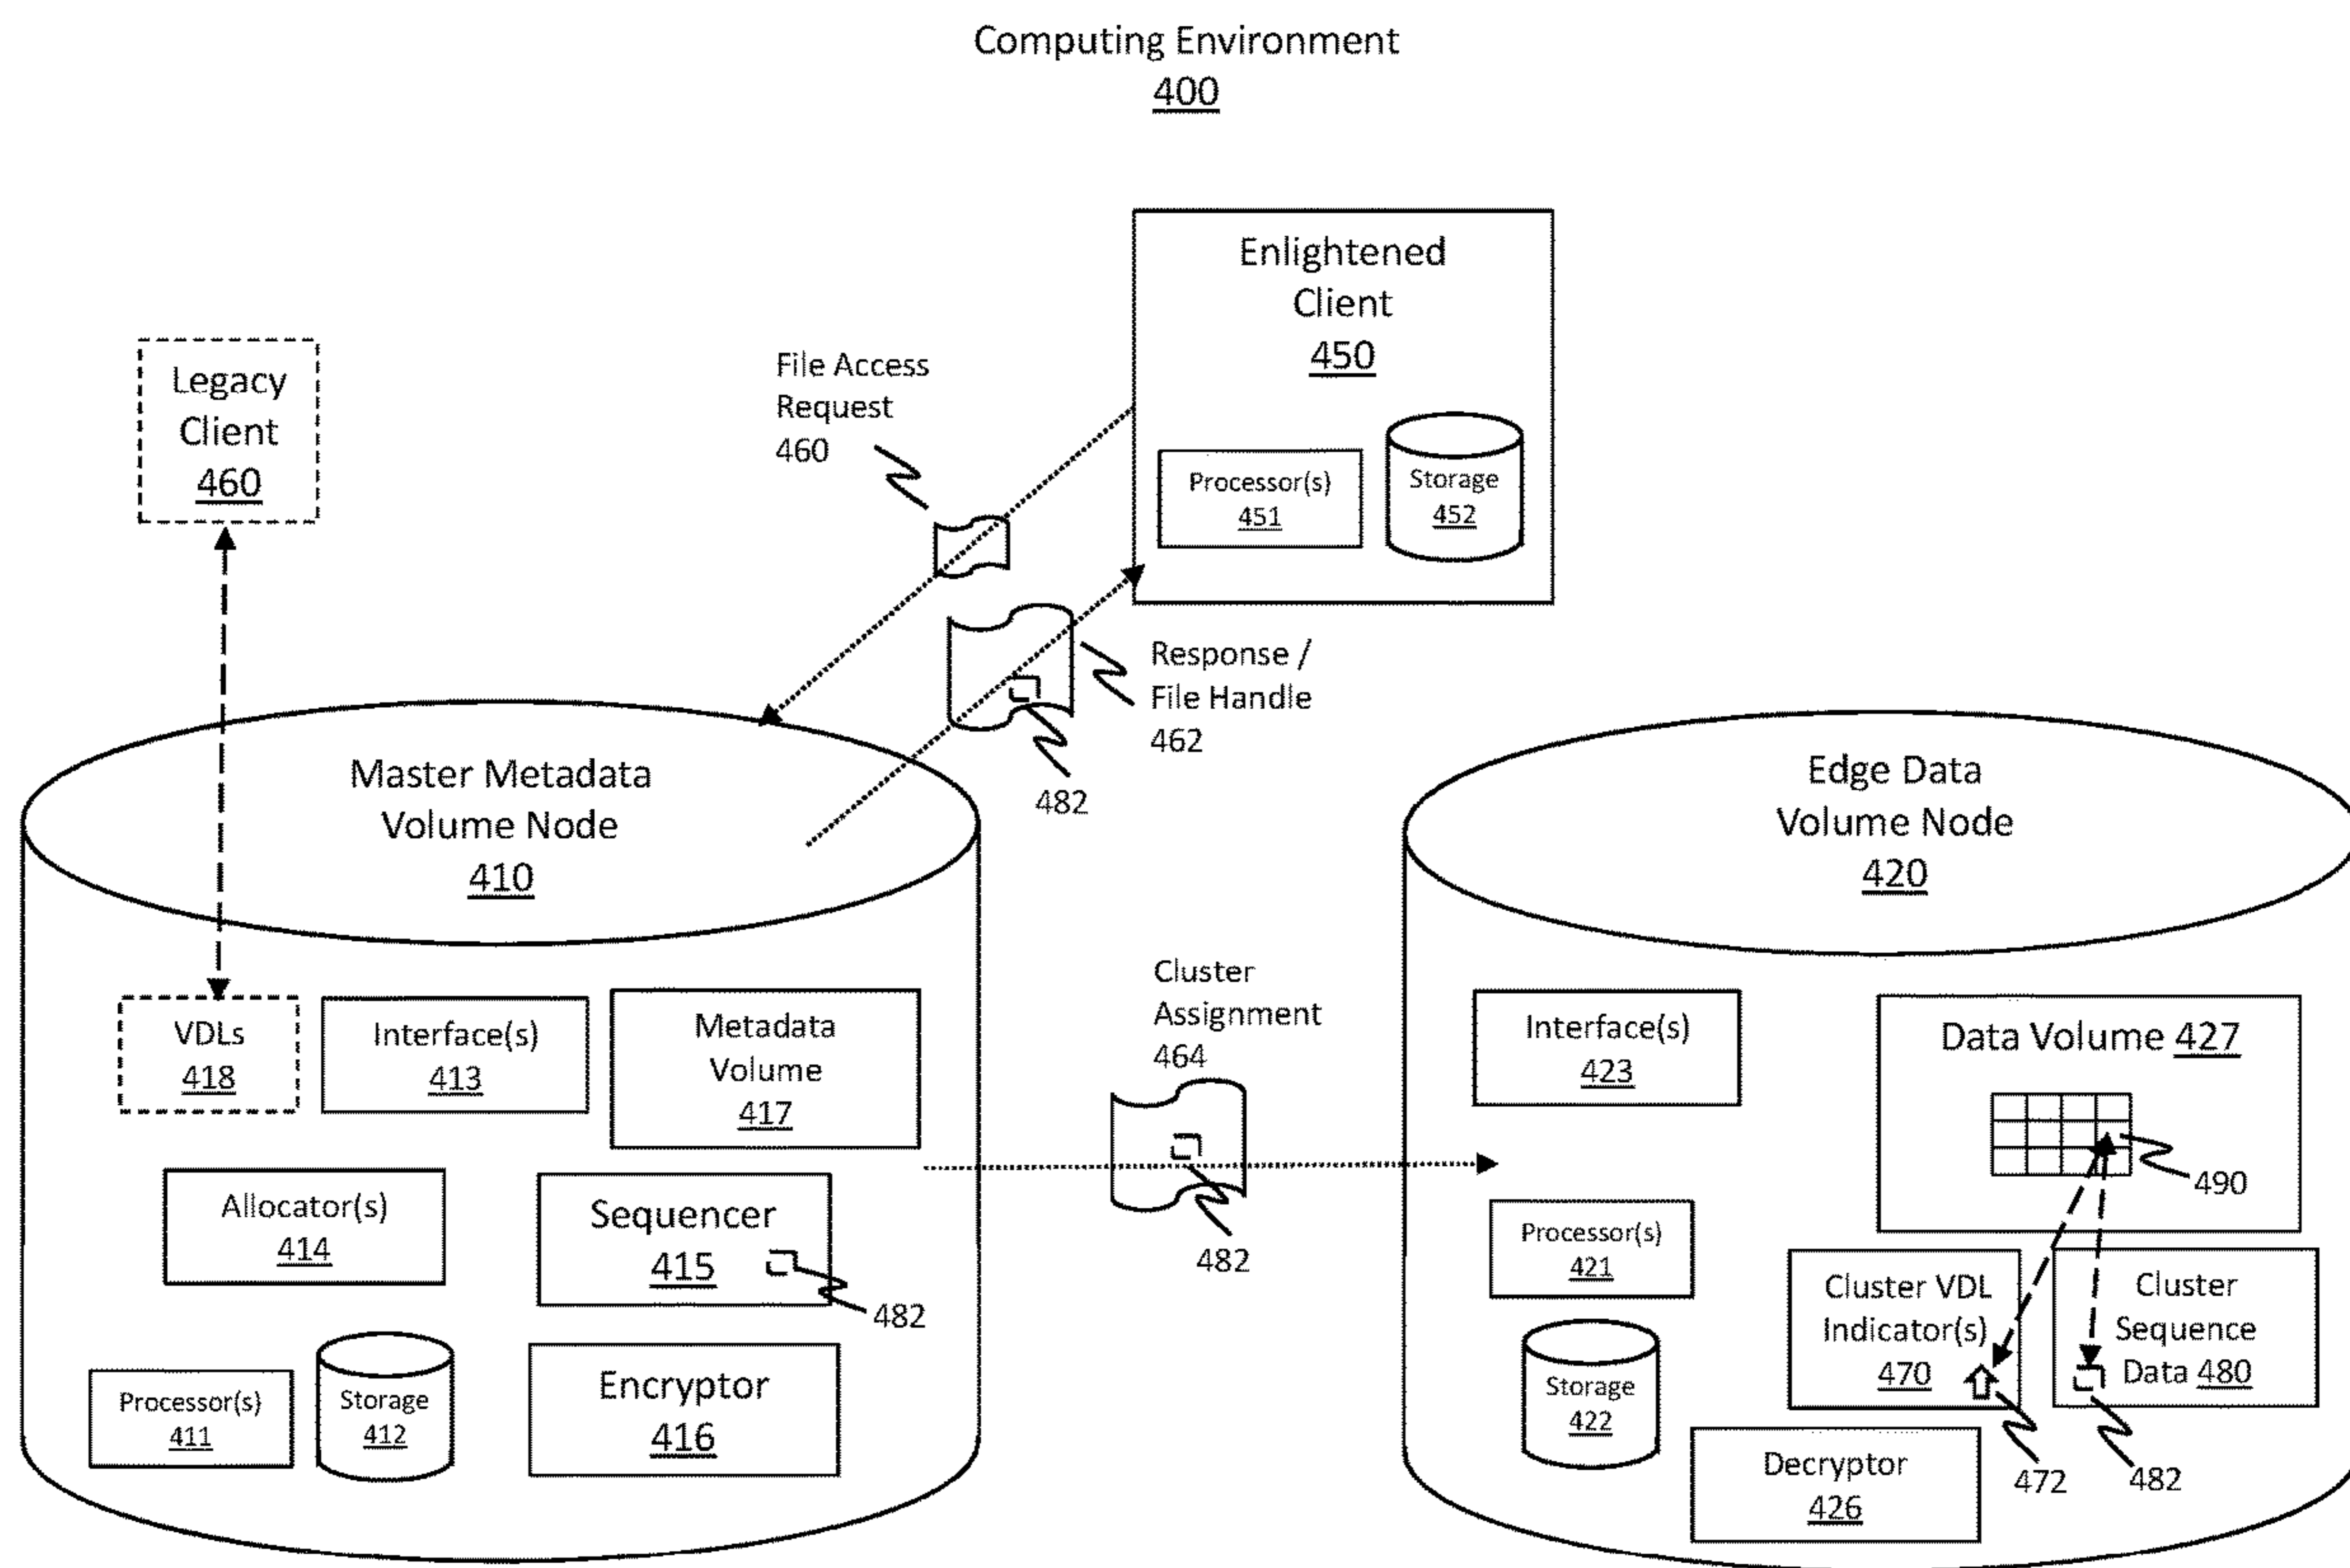 Computing Environment
400
Enlightened
Client
450
Processor(s)
451
Storage
452
Legacy
Client
460
File Access
Request
460
Response /
File Handle
462
482
Master Metadata
Volume Node
410
VDLs
418
Interface(s)
413
Metadata
Volume
417
Allocator(s)
414
Sequencer
415
482
Processor(s)
411
Storage
412
Encryptor
416
Cluster
Assignment
464
482
Edge Data
Volume Node
420
Interface(s)
423
Data Volume 427
490
Processor(s)
421
Cluster VDL
Indicator(s)
470
472
Cluster
Sequence
Data 480
482
Storage
422
Decryptor
426